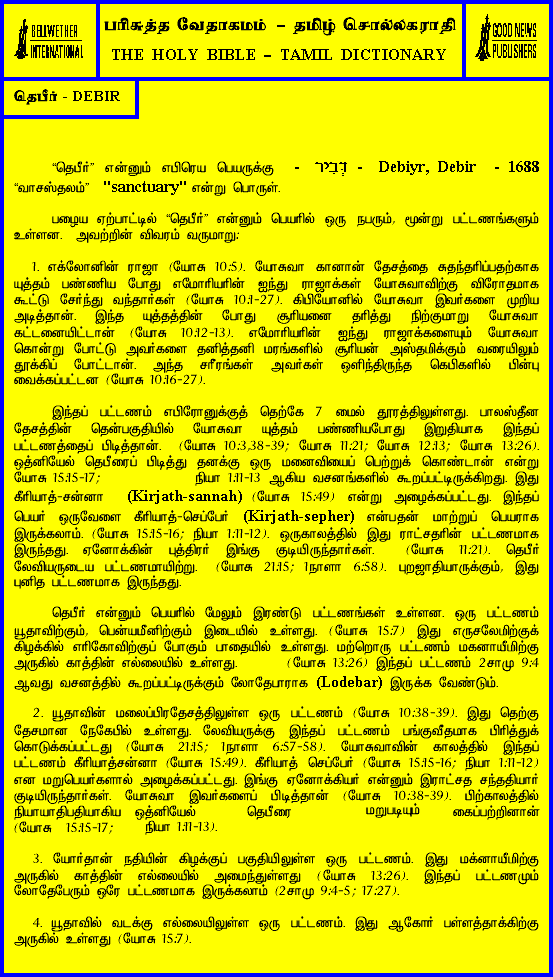 BELLWETHER
INTERNATIONAL
பரிசுத்த வேதாகமம் – தமிழ் சொல்லகராதி
THE HOLY BIBLE – TAMIL DICTIONARY
GOOD NEWS
PUBLISHERS
தெபீர் - DEBIR
“தெபீர்” என்னும் எபிரெய பெயருக்கு - דְּבִיר - Debiyr, Debir - 1688
“வாசஸ்தலம்” "sanctuary" என்று பொருள்.
பழைய ஏற்பாட்டில் “தெபீர்” என்னும் பெயரில் ஒரு நபரும், மூன்று பட்டணங்களும்
உள்ளன. அவற்றின் விவரம் வருமாறு:
1. எக்லோனின் ராஜா (யோசு 10:5). யோசுவா கானான் தேசத்தை சுதந்தரிப்பதற்காக
யுத்தம் பண்ணிய போது எமோரியரின் ஐந்து ராஜாக்கள் யோசுவாவிற்கு விரோதமாக
கூட்டு சேர்ந்து வந்தார்கள் (யோசு 10:1-27). கிபியோனில் யோசுவா இவர்களை முறிய
அடித்தான். இந்த யுத்தத்தின் போது சூரியனை தரித்து நிற்குமாறு யோசுவா
கட்டளையிட்டான் (யோசு 10:12-13). எமோரியரின் ஐந்து ராஜாக்களையும் யோசுவா
கொன்று போட்டு அவர்களை தனித்தனி மரங்களில் சூரியன் அஸ்தமிக்கும் வரையிலும்
தூக்கிப் போட்டான். அந்த சரீரங்கள் அவர்கள் ஒளிந்திருந்த கெபிகளில் பின்பு
வைக்கப்பட்டன (யோசு 10:16-27).
இந்தப் பட்டணம் எபிரோனுக்குத் தெற்கே 7 மைல் தூரத்திலுள்ளது. பாலஸ்தீன
தேசத்தின் தென்பகுதியில் யோசுவா யுத்தம் பண்ணியபோது இறுதியாக இந்தப்
பட்டணத்தைப் பிடித்தான். (யோசு 10:3,38-39; யோசு 11:21; யோசு 12:13; யோசு 13:26).
ஒத்னியேல் தெபீரைப் பிடித்து தனக்கு ஒரு மனைவியைப் பெற்றுக் கொண்டான் என்று
யோசு 15:15-17; நியா 1:11-13 ஆகிய வசனங்களில் கூறப்பட்டிருக்கிறது. இது
கீரியாத்-சன்னா (Kirjath-sannah) (யோசு 15:49) என்று அழைக்கப்பட்டது. இந்தப்
பெயர் ஒருவேளை கீரியாத்-செப்பேர் (Kirjath-sepher) என்பதன் மாற்றுப் பெயராக
இருக்கலாம். (யோசு 15:15-16; நியா 1:11-12). ஒருகாலத்தில் இது ராட்சதரின் பட்டணமாக
இருந்தது. ஏனோக்கின் புத்திரர் இங்கு குடியிருந்தார்கள். (யோசு 11:21). தெபீர்
லேவியருடைய பட்டணமாயிற்று. (யோசு 21:15; 1நாளா 6:58). புறஜாதியாருக்கும், இது
புனித பட்டணமாக இருந்தது.
தெபீர் என்னும் பெயரில் மேலும் இரண்டு பட்டணங்கள் உள்ளன. ஒரு பட்டணம்
யூதாவிற்கும், பென்யமீனிற்கும் இடையில் உள்ளது. (யோசு 15:7) இது எருசலேமிற்குக்
கிழக்கில் எரிகோவிற்குப் போகும் பாதையில் உள்ளது. மற்றொரு பட்டணம் மகனாயீமிற்கு
அருகில் காத்தின் எல்லையில் உள்ளது. (யோசு 13:26) இந்தப் பட்டணம் 2சாமு 9:4
ஆவது வசனத்தில் கூறப்பட்டிருக்கும் லோதேபாராக (Lodebar) இருக்க வேண்டும்.
2. யூதாவின் மலைப்பிரதேசத்திலுள்ள ஒரு பட்டணம் (யோசு 10:38-39). இது தெற்கு
தேசமான நேகேபில் உள்ளது. லேவியருக்கு இந்தப் பட்டணம் பங்குவீதமாக பிரித்துக்
கொடுக்கப்பட்டது (யோசு 21:15; 1நாளா 6:57-58). யோசுவாவின் காலத்தில் இந்தப்
பட்டணம் கீரியாத்சன்னா (யோசு 15:49). கீரியாத் செப்பேர் (யோசு 15:15-16; நியா 1:11-12)
என மறுபெயர்களால் அழைக்கப்பட்டது. இங்கு ஏனோக்கியர் என்னும் இராட்சத சந்ததியார்
குடியிருந்தார்கள். யோசுவா இவர்களைப் பிடித்தான் (யோசு 10:38-39). பிற்காலத்தில்
நியாயாதிபதியாகிய ஒத்னியேல் தெபீரை மறுபடியும் கைப்பற்றினான்
(யோசு 15:15-17; நியா 1:11-13).
3. யோர்தான் நதியின் கிழக்குப் பகுதியிலுள்ள ஒரு பட்டணம். இது மக்னாயீமிற்கு
அருகில் காத்தின் எல்லையில் அமைந்துள்ளது (யோசு 13:26). இந்தப் பட்டணமும்
லோதேபேரும் ஒரே பட்டணமாக இருக்கலாம் (2சாமு 9:4-5; 17:27).
4. யூதாவில் வடக்கு எல்லையிலுள்ள ஒரு பட்டணம். இது ஆகோர் பள்ளத்தாக்கிற்கு
அருகில் உள்ளது (யோசு 15:7).